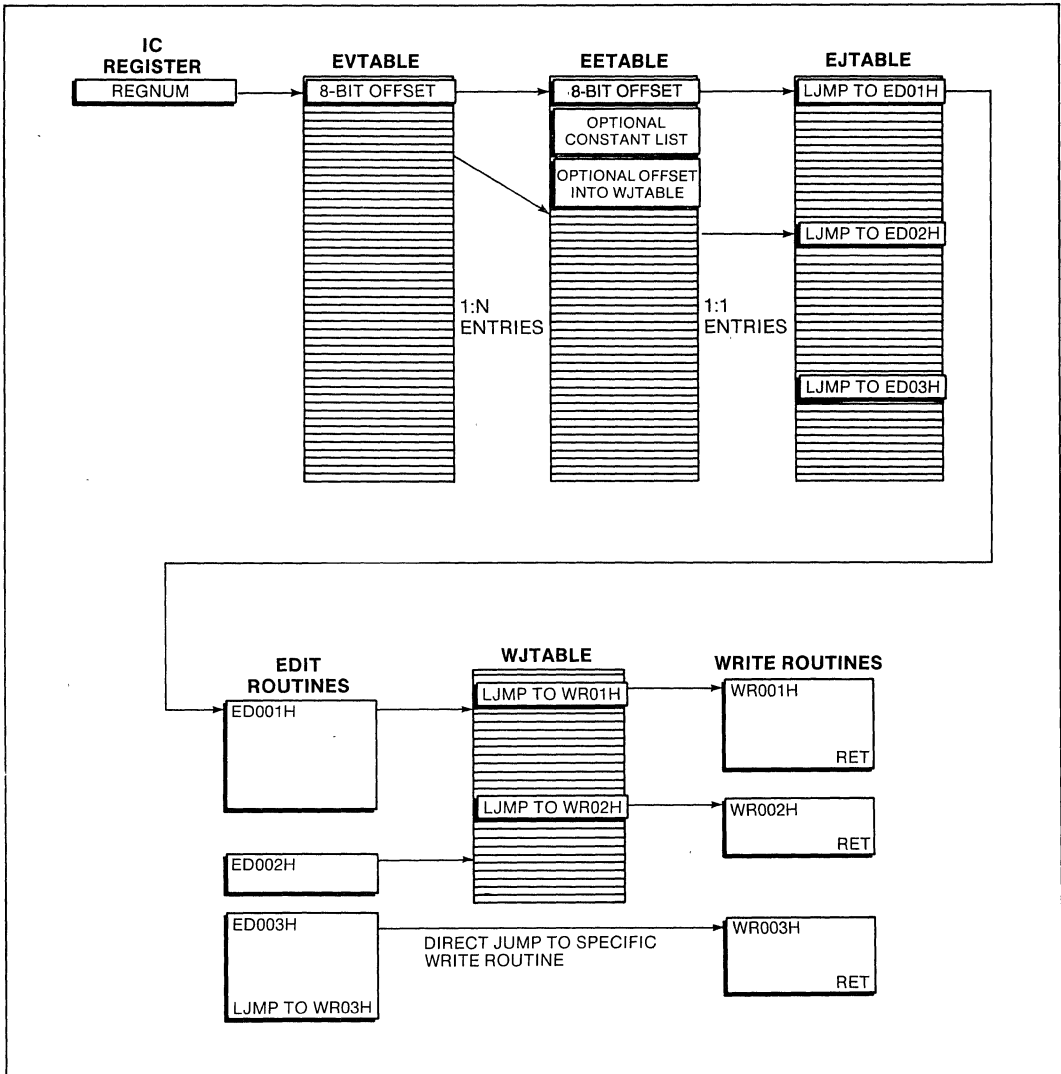 IC
REGISTER
REGNUM
EVTABLE
8-BIT OFFSET
EETABLE
8-BIT OFFSET
OPTIONAL
CONSTANT LIST
OPTIONAL OFFSET
INTO WJTABLE
EJTABLE
LJMP TO ED01H
LJMP TO ED02H
LJMP TO ED03H
1:N
ENTRIES
1:1
ENTRIES
EDIT
ROUTINES
ED001H
ED002H
ED003H
LJMP TO WR03H
WJTABLE
LJMP TO WR01H
LJMP TO WR02H
DIRECT JUMP TO SPECIFIC
WRITE ROUTINE
WRITE ROUTINES
WR001H
RET
WR002H
RET
WR003H
RET